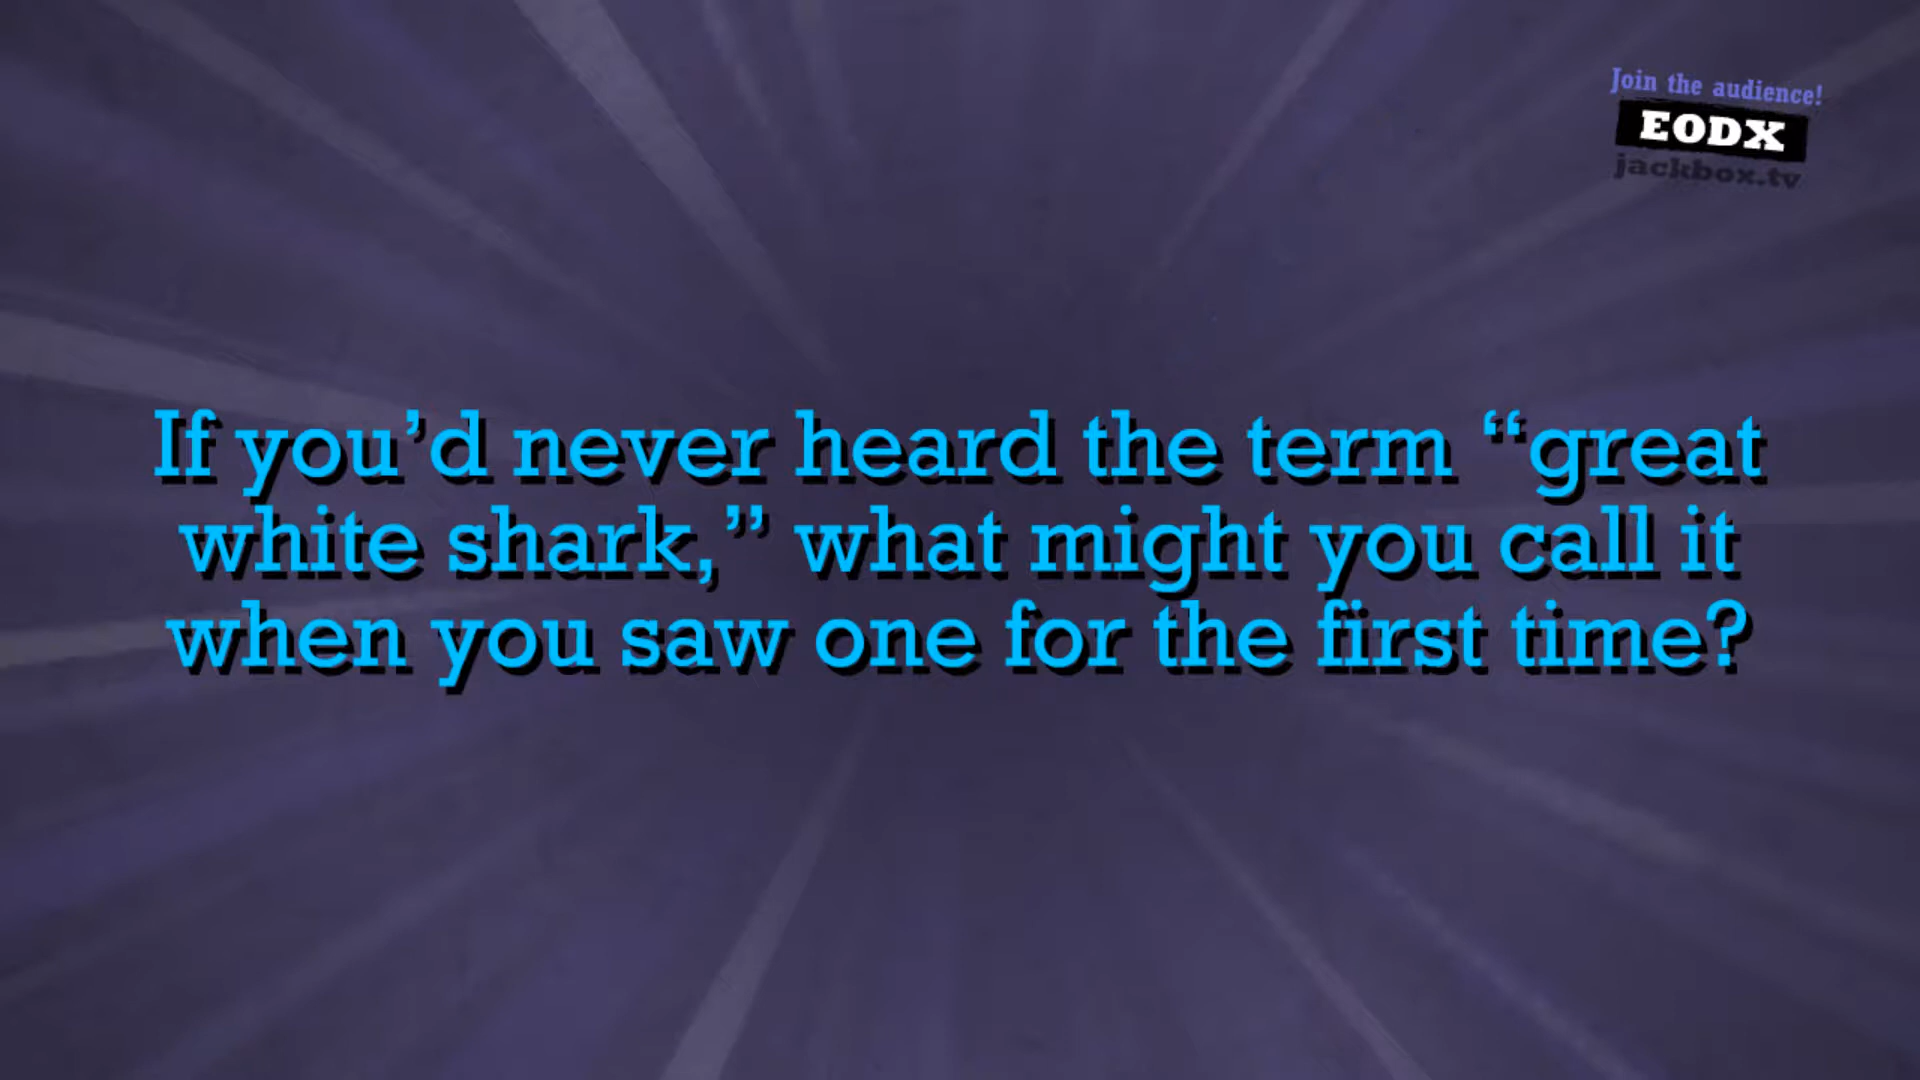 Join the audience!
EODX
jackbox.tv
If you’d never heard the term “great
white shark,” what might you call it
when you saw one for the first time?